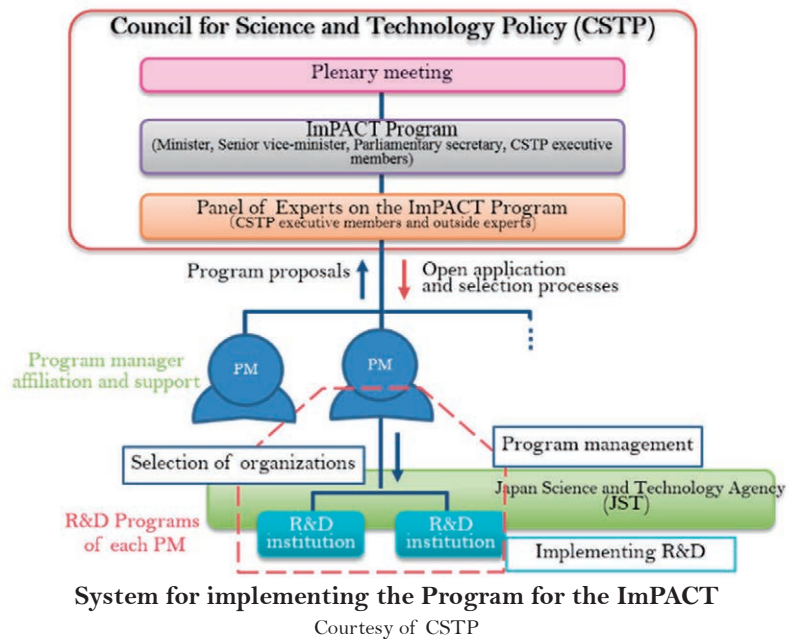 Council for Science and Technology Policy (CSTP)
Plenary meeting
ImPACT Program
(Minister, Senior vice-minister, Parliamentary secretary, CSTP executive
members)
Panel of Experts on the ImPACT Program
(CSTP executive members and outside experts)
Program proposals
Open application
and selection processes
PM
PM
Program manager
affiliation and support
Program management
Selection of organizations
Japan Science and Technology Agency
(JST)
R&D Programs
of each PM
R&D
institution
R&D
institution
Implementing R&D
System for implementing the Program for the ImPACT
Courtesy of CSTP